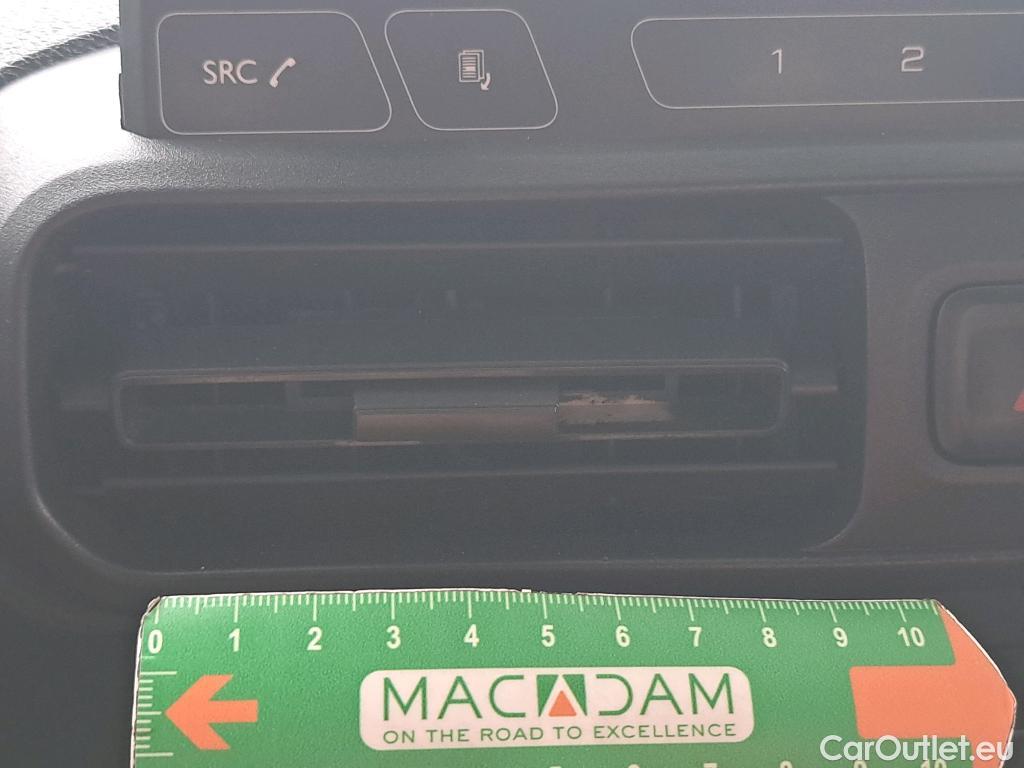 SRC
1 2
0 1 2 3 4 5 6 7 8 9 10
MACADAM
ON THE ROAD TO EXCELLENCE
CarOutlet.eu